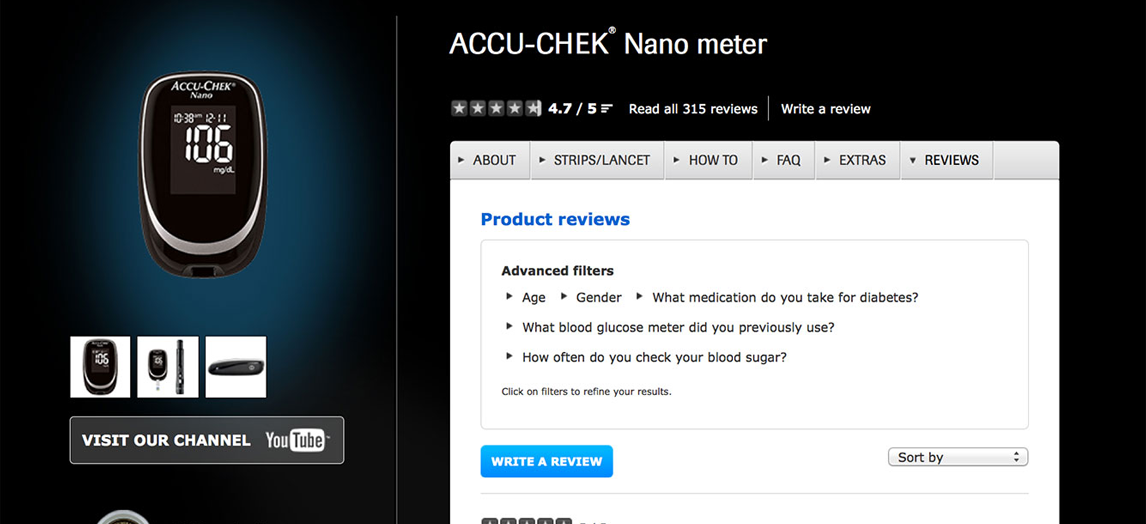 ACCU-CHEK® Nano meter
4.7 / 5 Read all 315 reviews Write a review
ABOUT STRIPS/LANCET HOW TO FAQ EXTRAS REVIEWS
ACCU-CHEK®
Nano
10:38am 12-11
106
mg/dL
106
106
VISIT OUR CHANNEL YouTube
Product reviews
Advanced filters
Age Gender What medication do you take for diabetes?
What blood glucose meter did you previously use?
How often do you check your blood sugar?
Click on filters to refine your results.
WRITE A REVIEW
Sort by